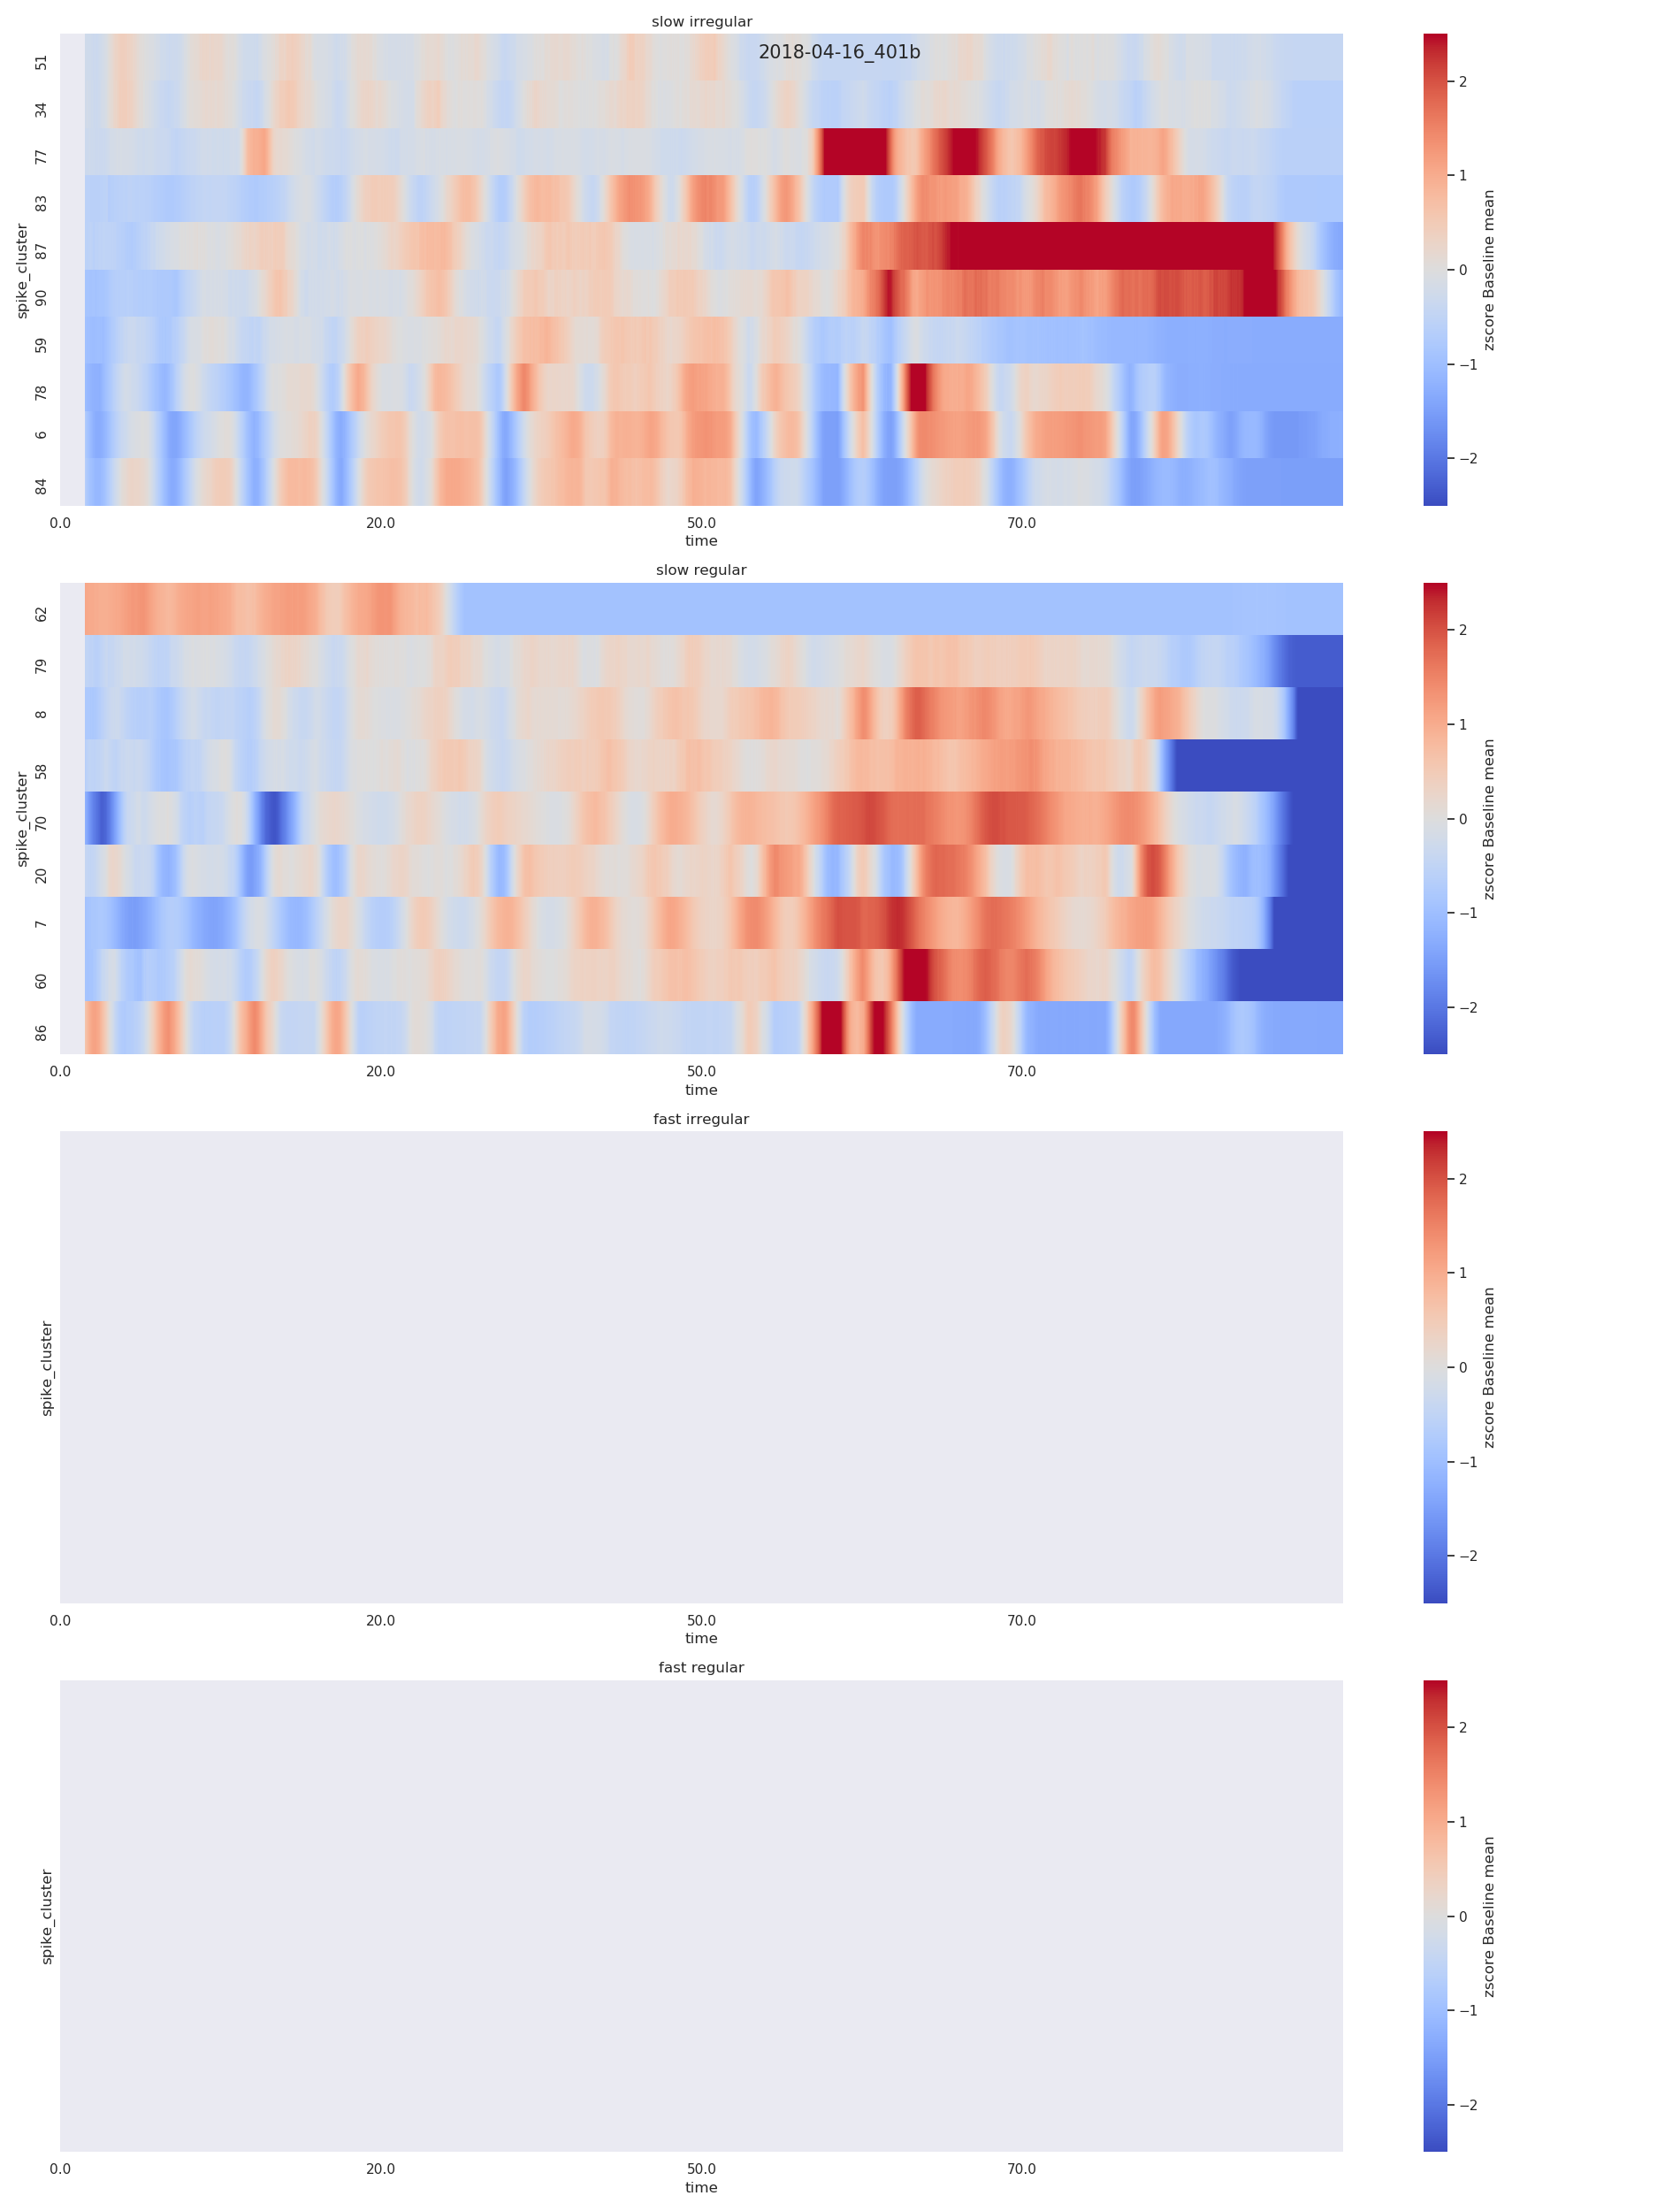 slow irregular
2018-04-16_401b
spike_cluster
51
34
77
83
87
90
59
78
6
84
0.0 20.0 50.0 70.0
time
2
1
0
−1
−2
zscore Baseline mean
slow regular
spike_cluster
62
79
8
58
70
20
7
60
86
0.0 20.0 50.0 70.0
time
2
1
0
−1
−2
zscore Baseline mean
fast irregular
spike_cluster
0.0 20.0 50.0 70.0
time
2
1
0
−1
−2
zscore Baseline mean
fast regular
spike_cluster
0.0 20.0 50.0 70.0
time
2
1
0
−1
−2
zscore Baseline mean